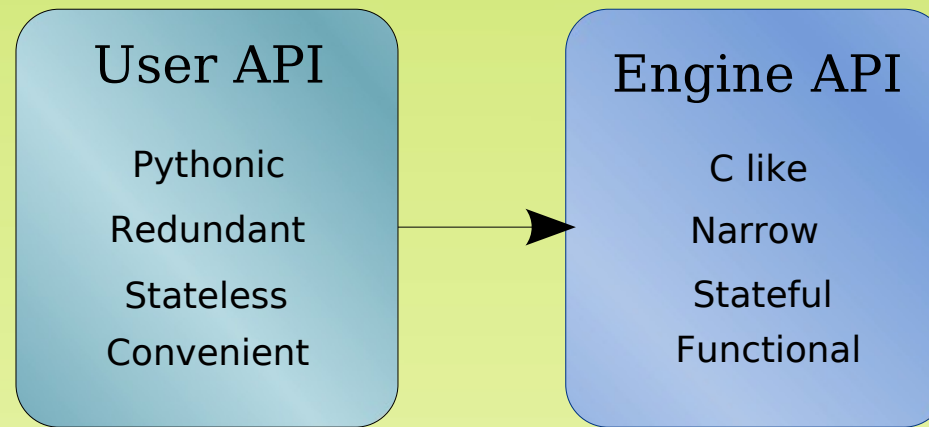 User API
Pythonic
Redundant
Stateless
Convenient
Engine API
C like
Narrow
Stateful
Functional